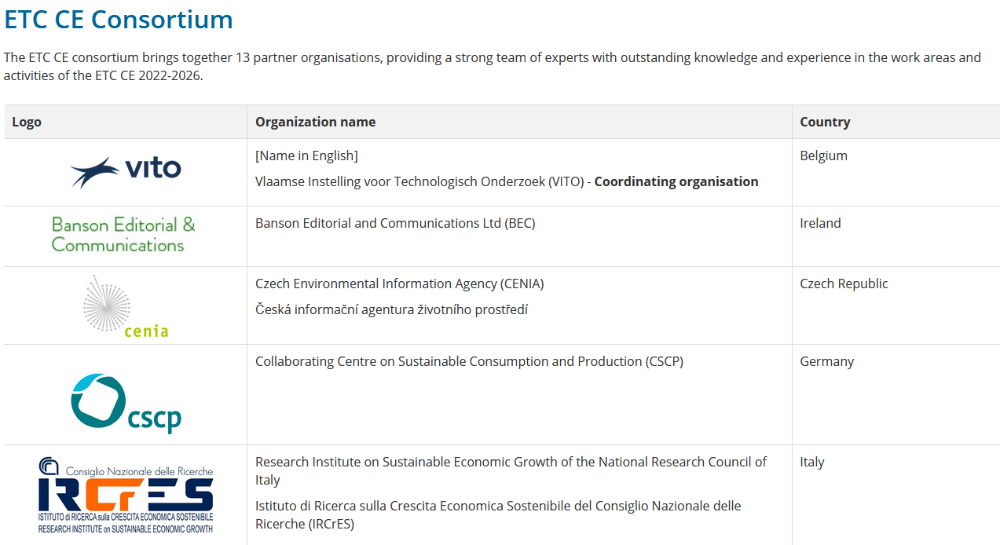 ETC CE Consortium
The ETC CE consortium brings together 13 partner organisations, providing a strong team of experts with outstanding knowledge and experience in the work areas and
activities of the ETC CE 2022-2026.
Logo
Organization name
Country
vito
[Name in English]
Vlaamse Instelling voor Technologisch Onderzoek (VITO) - Coordinating organisation
Belgium
Banson Editorial &
Communications
Banson Editorial and Communications Ltd (BEC)
Ireland
cenia
Czech Environmental Information Agency (CENIA)
Česká informační agentura životního prostředí
Czech Republic
cscp
Collaborating Centre on Sustainable Consumption and Production (CSCP)
Germany
Consiglio Nazionale delle Ricerche
IRCrES
ISTITUTO di RICERCA sulla CRESCITA ECONOMICA SOSTENIBILE
RESEARCH INSTITUTE on SUSTAINABLE ECONOMIC GROWTH
Research Institute on Sustainable Economic Growth of the National Research Council of
Italy
Istituto di Ricerca sulla Crescita Economica Sostenibile del Consiglio Nazionale delle
Ricerche (IRCrES)
Italy